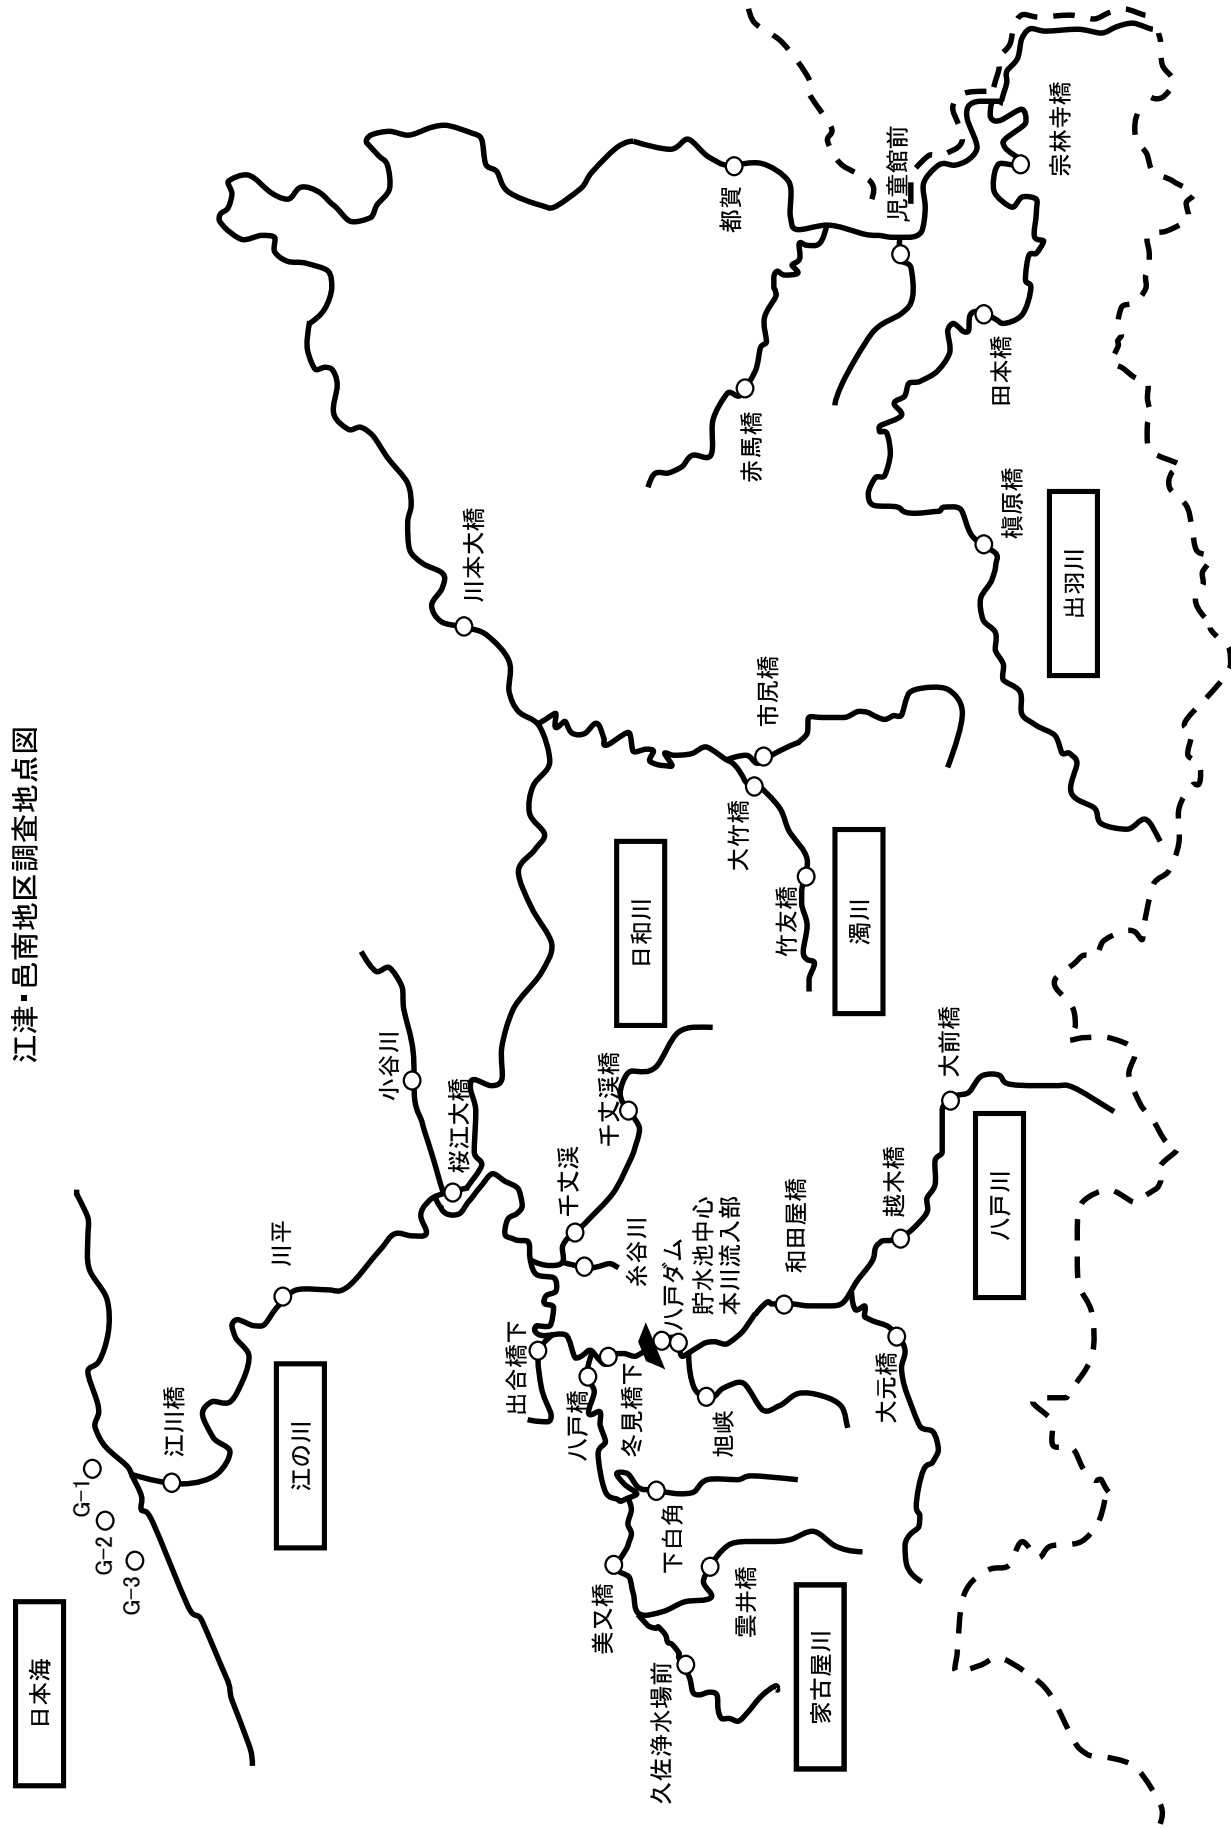 江津・邑南地区調査地点図
日本海
G-1
G-2
G-3
江川橋
江の川
川平
小谷川
桜江大橋
川本大橋
都賀
児童館前
宗林寺橋
赤馬橋
田本橋
槇原橋
出羽川
市尻橋
大竹橋
竹友橋
濁川
日和川
千丈渓橋
千丈渓
糸谷川
八戸ダム
貯水池中心
本川流入部
和田屋橋
越木橋
大前橋
八戸川
大元橋
出合橋下
八戸橋
冬見橋下
旭峡
下白角
美又橋
雲井橋
久佐浄水場前
家古屋川